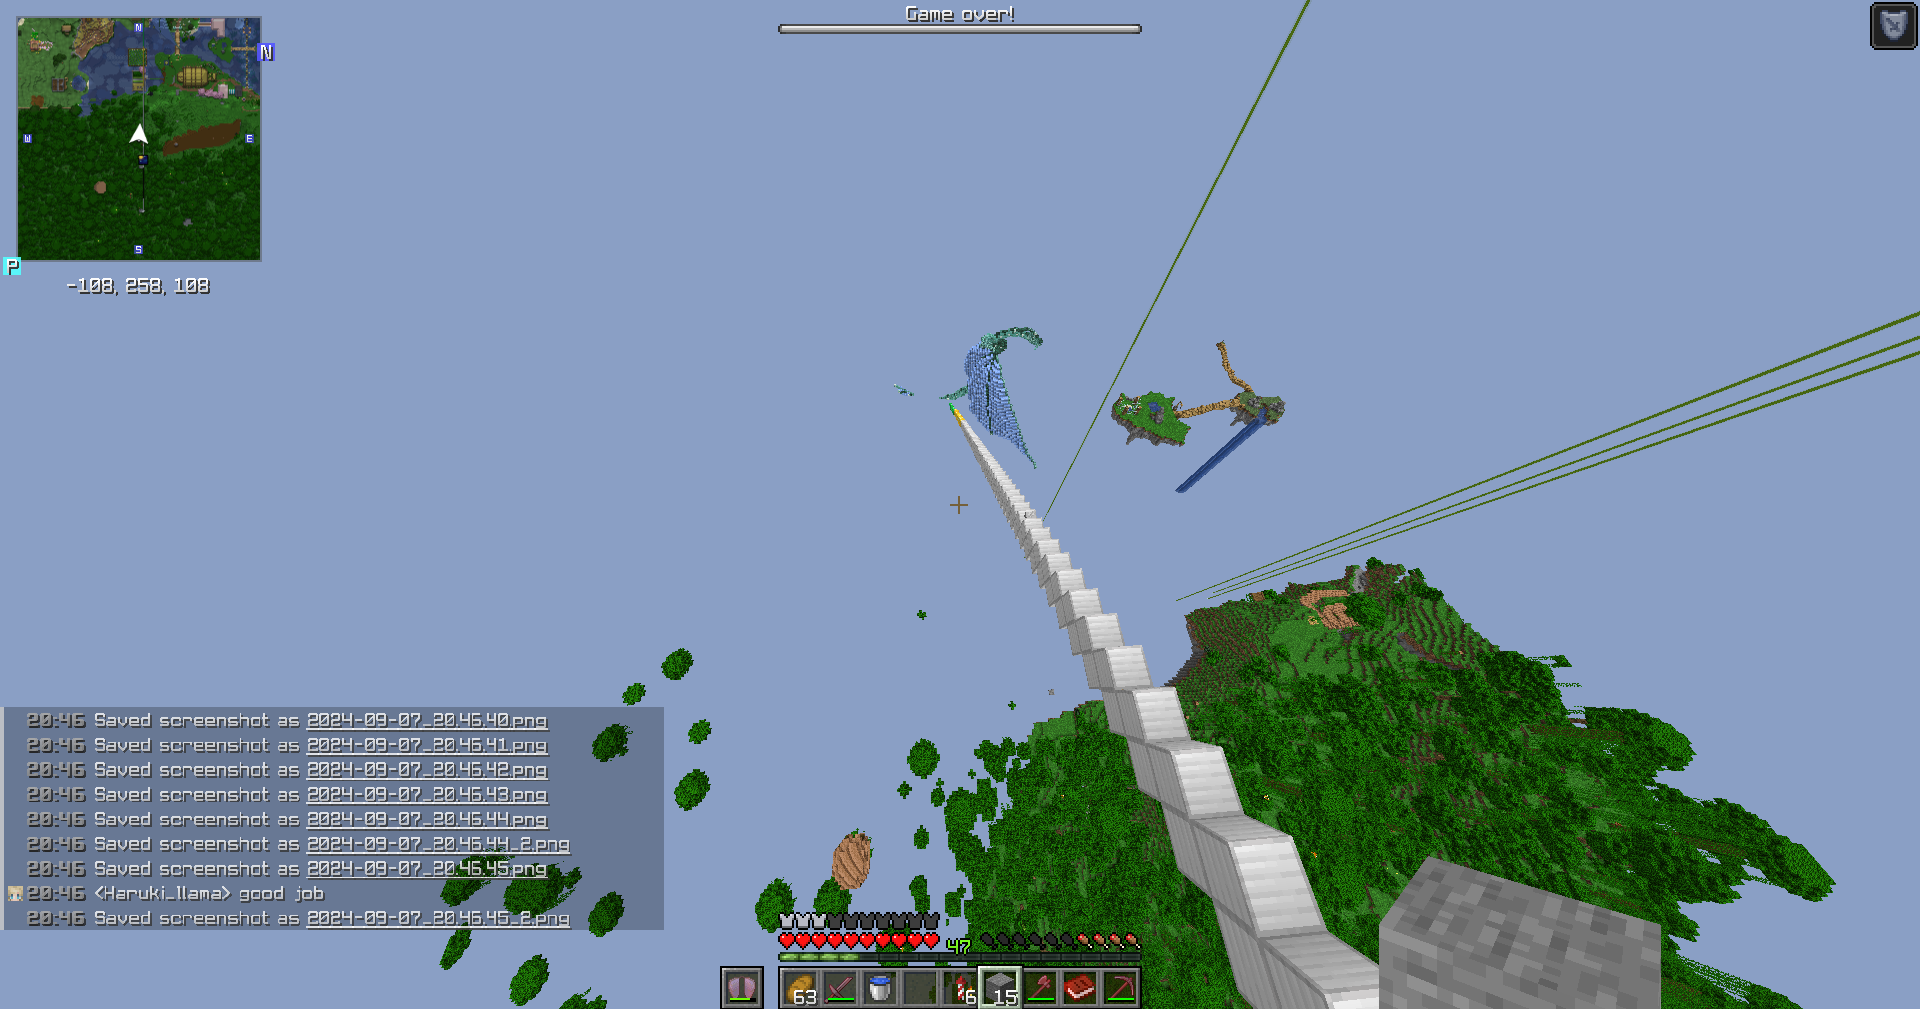 Game over!
N
N
W
E
S
P
-108, 258, 108
20:46 Saved screenshot as 2024-09-07_20.46.40.png
20:46 Saved screenshot as 2024-09-07_20.46.41.png
20:46 Saved screenshot as 2024-09-07_20.46.42.png
20:46 Saved screenshot as 2024-09-07_20.46.43.png
20:46 Saved screenshot as 2024-09-07_20.46.44.png
20:46 Saved screenshot as 2024-09-07_20.46.44_2.png
20:46 Saved screenshot as 2024-09-07_20.46.45.png
20:46 <Haruki_llama> good job
20:46 Saved screenshot as 2024-09-07_20.46.45_2.png
47
63
6
15